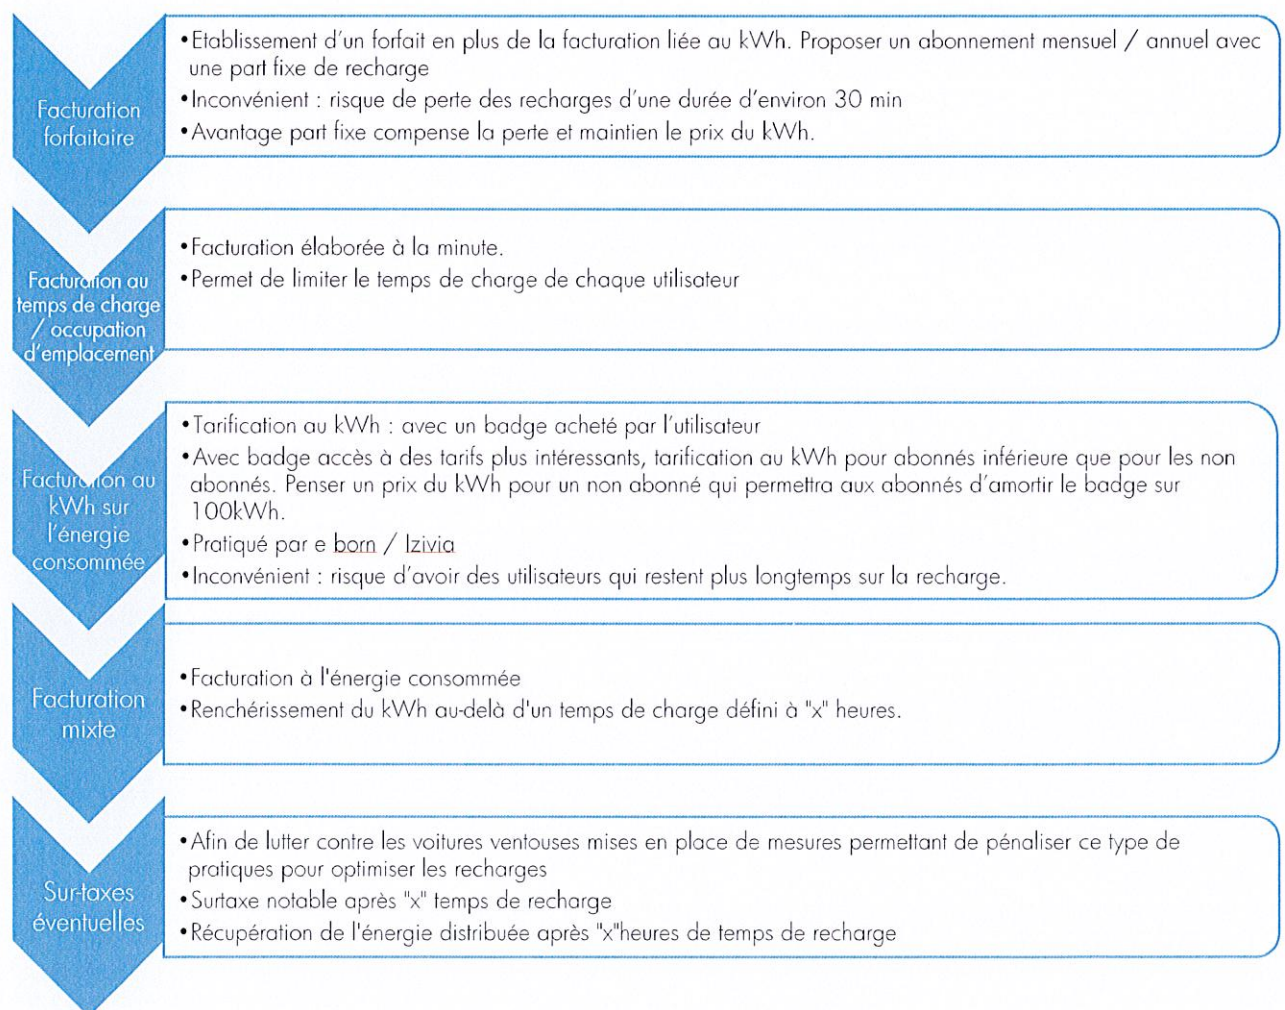 Facturation
forfaitaire
•Etablissement d'un forfait en plus de la facturation liée au kWh. Proposer un abonnement mensuel / annuel avec
une part fixe de recharge
•Inconvénient : risque de perte des recharges d'une durée d'environ 30 min
•Avantage part fixe compense la perte et maintien le prix du kWh.
Facturation au
temps de charge
/ occupation
d'emplacement
•Facturation élaborée à la minute.
•Permet de limiter le temps de charge de chaque utilisateur
Facturation au
kWh sur
l'énergie
consommée
•Tarification au kWh : avec un badge acheté par l'utilisateur
•Avec badge accès à des tarifs plus intéressants, tarification au kWh pour abonnés inférieure que pour les non
abonnés. Penser un prix du kWh pour un non abonné qui permettra aux abonnés d'amortir le badge sur
100kWh.
•Pratiqué par e born / Izivia
•Inconvénient : risque d'avoir des utilisateurs qui restent plus longtemps sur la recharge.
Facturation
mixte
•Facturation à l'énergie consommée
•Renchérissement du kWh au-delà d'un temps de charge défini à "x" heures.
Sur-taxes
éventuelles
•Afin de lutter contre les voitures ventouses mises en place de mesures permettant de pénaliser ce type de
pratiques pour optimiser les recharges
•Surtaxe notable après "x" temps de recharge
•Récupération de l'énergie distribuée après "x"heures de temps de recharge